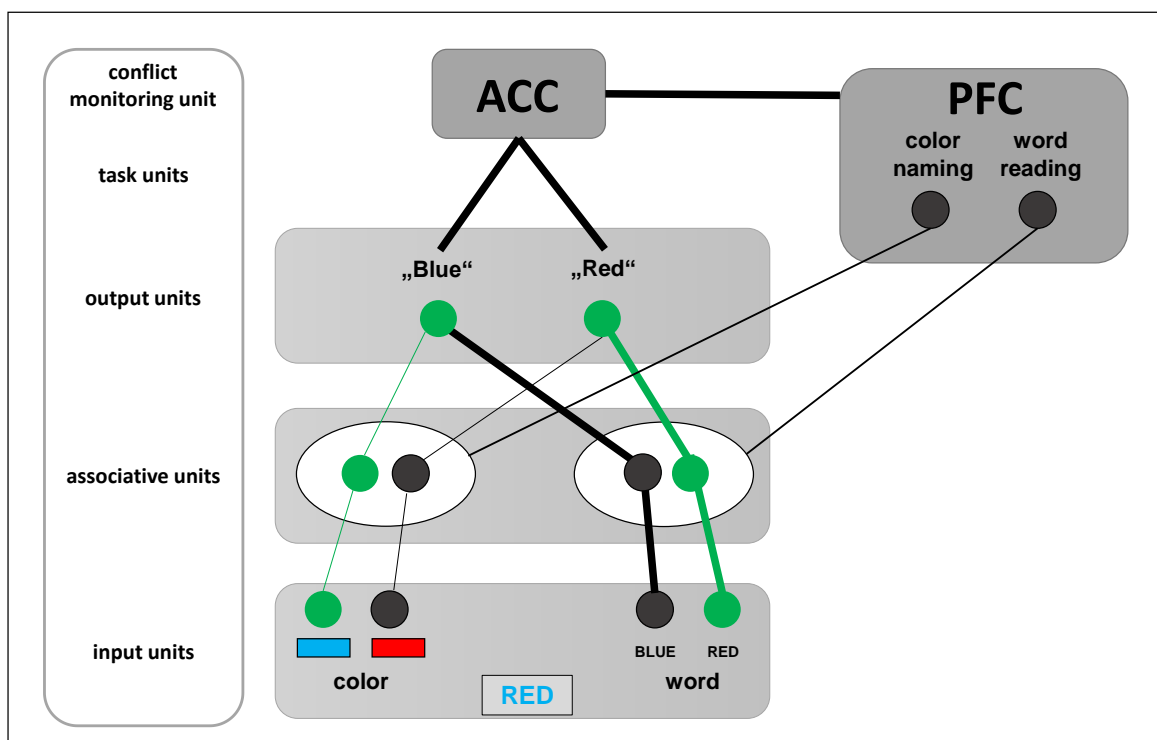 conflict
monitoring unit
task units
output units
associative units
input units
ACC
PFC
color
naming
word
reading
„Blue“
„Red“
BLUE
RED
color
word
RED